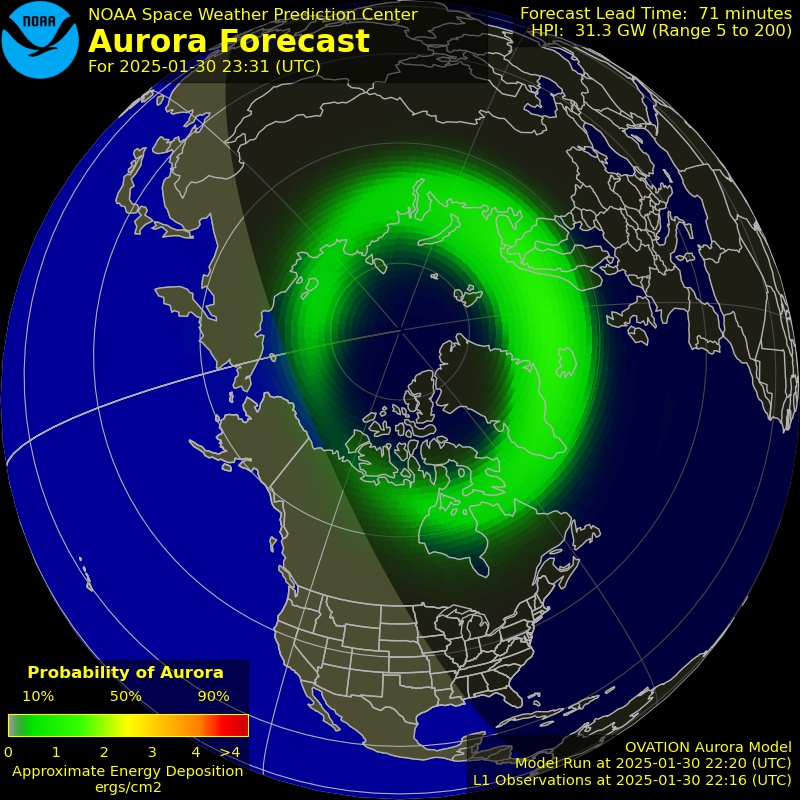 NOAA
NOAA Space Weather Prediction Center
Aurora Forecast
For 2025-01-30 23:31 (UTC)
Forecast Lead Time: 71 minutes
HPI: 31.3 GW (Range 5 to 200)
Probability of Aurora
10% 50% 90%
0 1 2 3 4 >4
Approximate Energy Deposition
ergs/cm2
OVATION Aurora Model
Model Run at 2025-01-30 22:20 (UTC)
L1 Observations at 2025-01-30 22:16 (UTC)